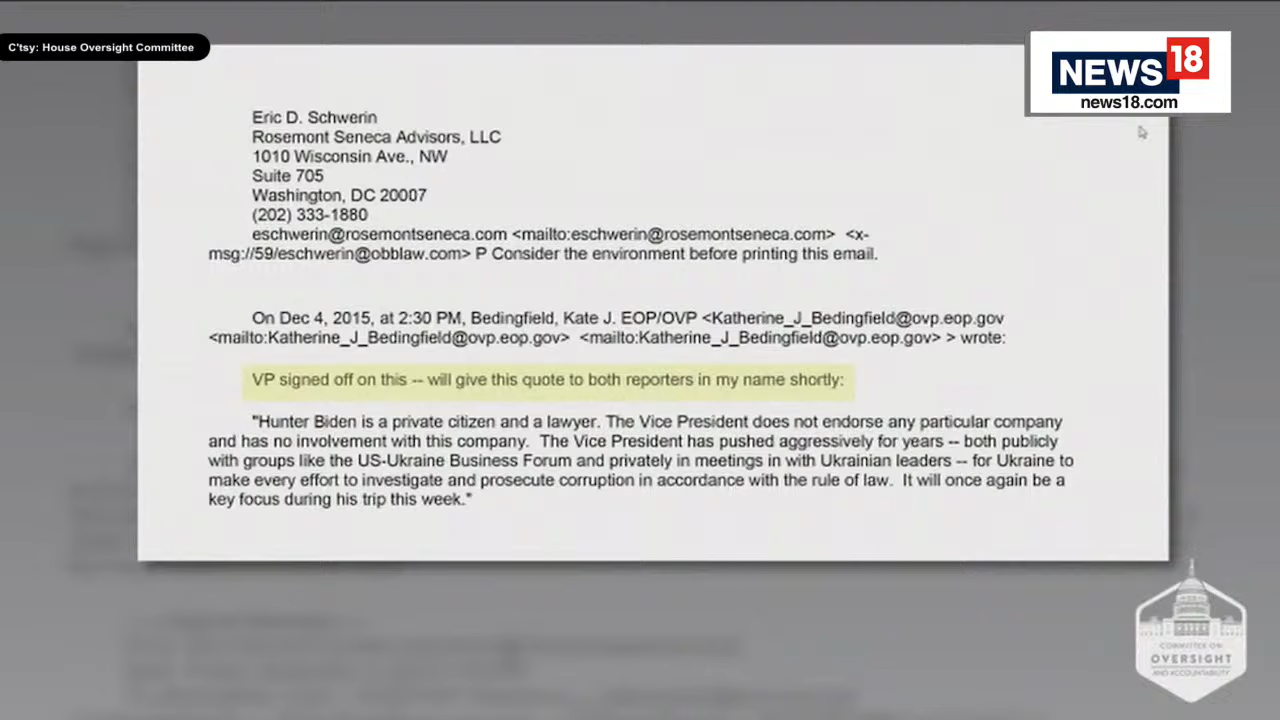 C'tsy: House Oversight Committee
NEWS 18
news18.com
Eric D. Schwerin
Rosemont Seneca Advisors, LLC
1010 Wisconsin Ave., NW
Suite 705
Washington, DC 20007
(202) 333-1880
eschwerin@rosemontseneca.com <mailto:eschwerin@rosemontseneca.com>  <x-
msg://59/eschwerin@obblaw.com> P Consider the environment before printing this email.
On Dec 4, 2015, at 2:30 PM, Bedingfield, Kate J. EOP/OVP <Katherine_J_Bedingfield@ovp.eop.gov
<mailto:Katherine_J_Bedingfield@ovp.eop.gov>  <mailto:Katherine_J_Bedingfield@ovp.eop.gov> > wrote:
VP signed off on this -- will give this quote to both reporters in my name shortly:
"Hunter Biden is a private citizen and a lawyer. The Vice President does not endorse any particular company
and has no involvement with this company.  The Vice President has pushed aggressively for years -- both publicly
with groups like the US-Ukraine Business Forum and privately in meetings in with Ukrainian leaders -- for Ukraine to
make every effort to investigate and prosecute corruption in accordance with the rule of law.  It will once again be a
key focus during his trip this week."
COMMITTEE ON
OVERSIGHT
AND ACCOUNTABILITY